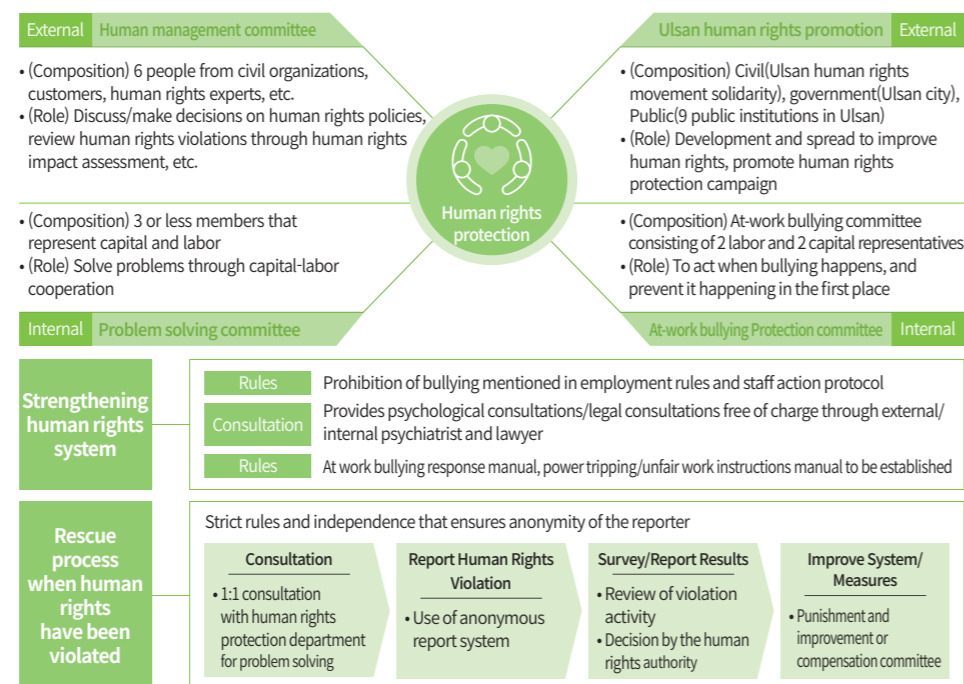 External Human management committee
• (Composition) 6 people from civil organizations,
customers, human rights experts, etc.
• (Role) Discuss/make decisions on human rights policies,
review human rights violations through human rights
impact assessment, etc.
Ulsan human rights promotion External
• (Composition) Civil(Ulsan human rights
movement solidarity), government(Ulsan city),
Public(9 public institutions in Ulsan)
• (Role) Development and spread to improve
human rights, promote human rights
protection campaign
Human rights
protection
• (Composition) 3 or less members that
represent capital and labor
• (Role) Solve problems through capital-labor
cooperation
Internal Problem solving committee
• (Composition) At-work bullying committee
consisting of 2 labor and 2 capital representatives
• (Role) To act when bullying happens, and
prevent it happening in the first place
At-work bullying Protection committee Internal
Strengthening
human rights
system
Rules Prohibition of bullying mentioned in employment rules and staff action protocol
Consultation Provides psychological consultations/legal consultations free of charge through external/
internal psychiatrist and lawyer
Rules At work bullying response manual, power tripping/unfair work instructions manual to be established
Rescue
process
when human
rights
have been
violated
Strict rules and independence that ensures anonymity of the reporter
Consultation
• 1:1 consultation
with human rights
protection department
for problem solving
Report Human Rights
Violation
• Use of anonymous
report system
Survey/Report Results
• Review of violation
activity
• Decision by the human
rights authority
Improve System/
Measures
• Punishment and
improvement or
compensation committee